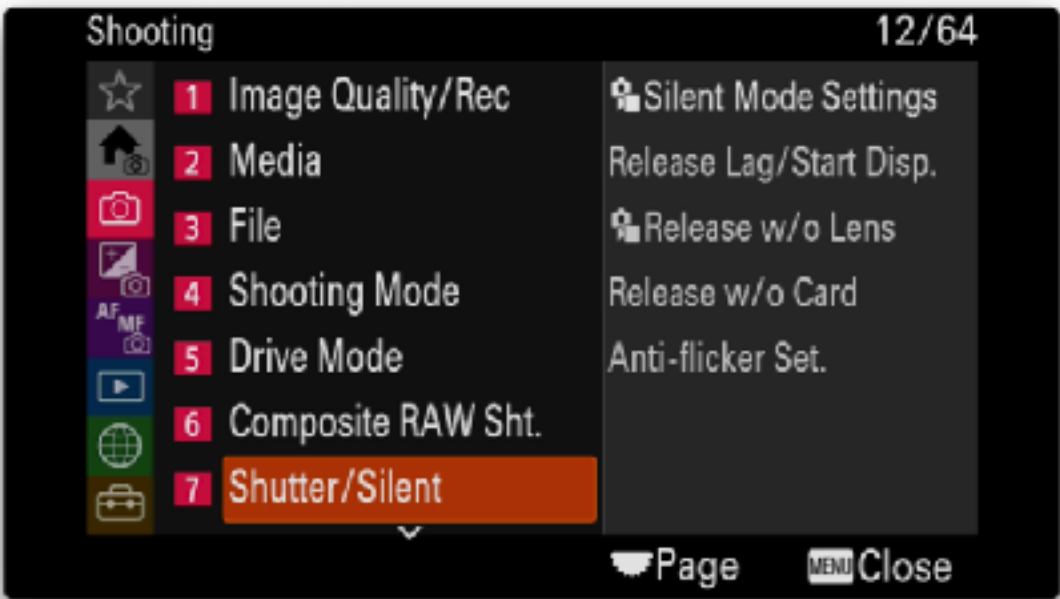 Shooting 12/64
1 Image Quality/Rec
2 Media
3 File
4 Shooting Mode
5 Drive Mode
6 Composite RAW Sht.
7 Shutter/Silent
AF MF
Silent Mode Settings
Release Lag/Start Disp.
Release w/o Lens
Release w/o Card
Anti-flicker Set.
Page MENU Close